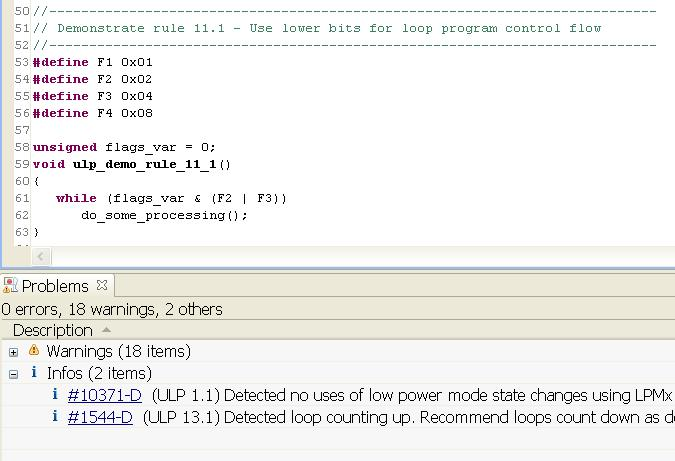 50 //---------------------------------------------------------------------------------
51 // Demonstrate rule 11.1 - Use lower bits for loop program control flow
52 //---------------------------------------------------------------------------------
53 #define F1 0x01
54 #define F2 0x02
55 #define F3 0x04
56 #define F4 0x08
57
58 unsigned flags_var = 0;
59 void ulp_demo_rule_11_1()
60 {
61    while (flags_var & (F2 | F3))
62       do_some_processing();
63 }
Problems
0 errors, 18 warnings, 2 others
Description
Warnings (18 items)
Infos (2 items)
#10371-D (ULP 1.1) Detected no uses of low power mode state changes using LPMx
#1544-D (ULP 13.1) Detected loop counting up. Recommend loops count down as de